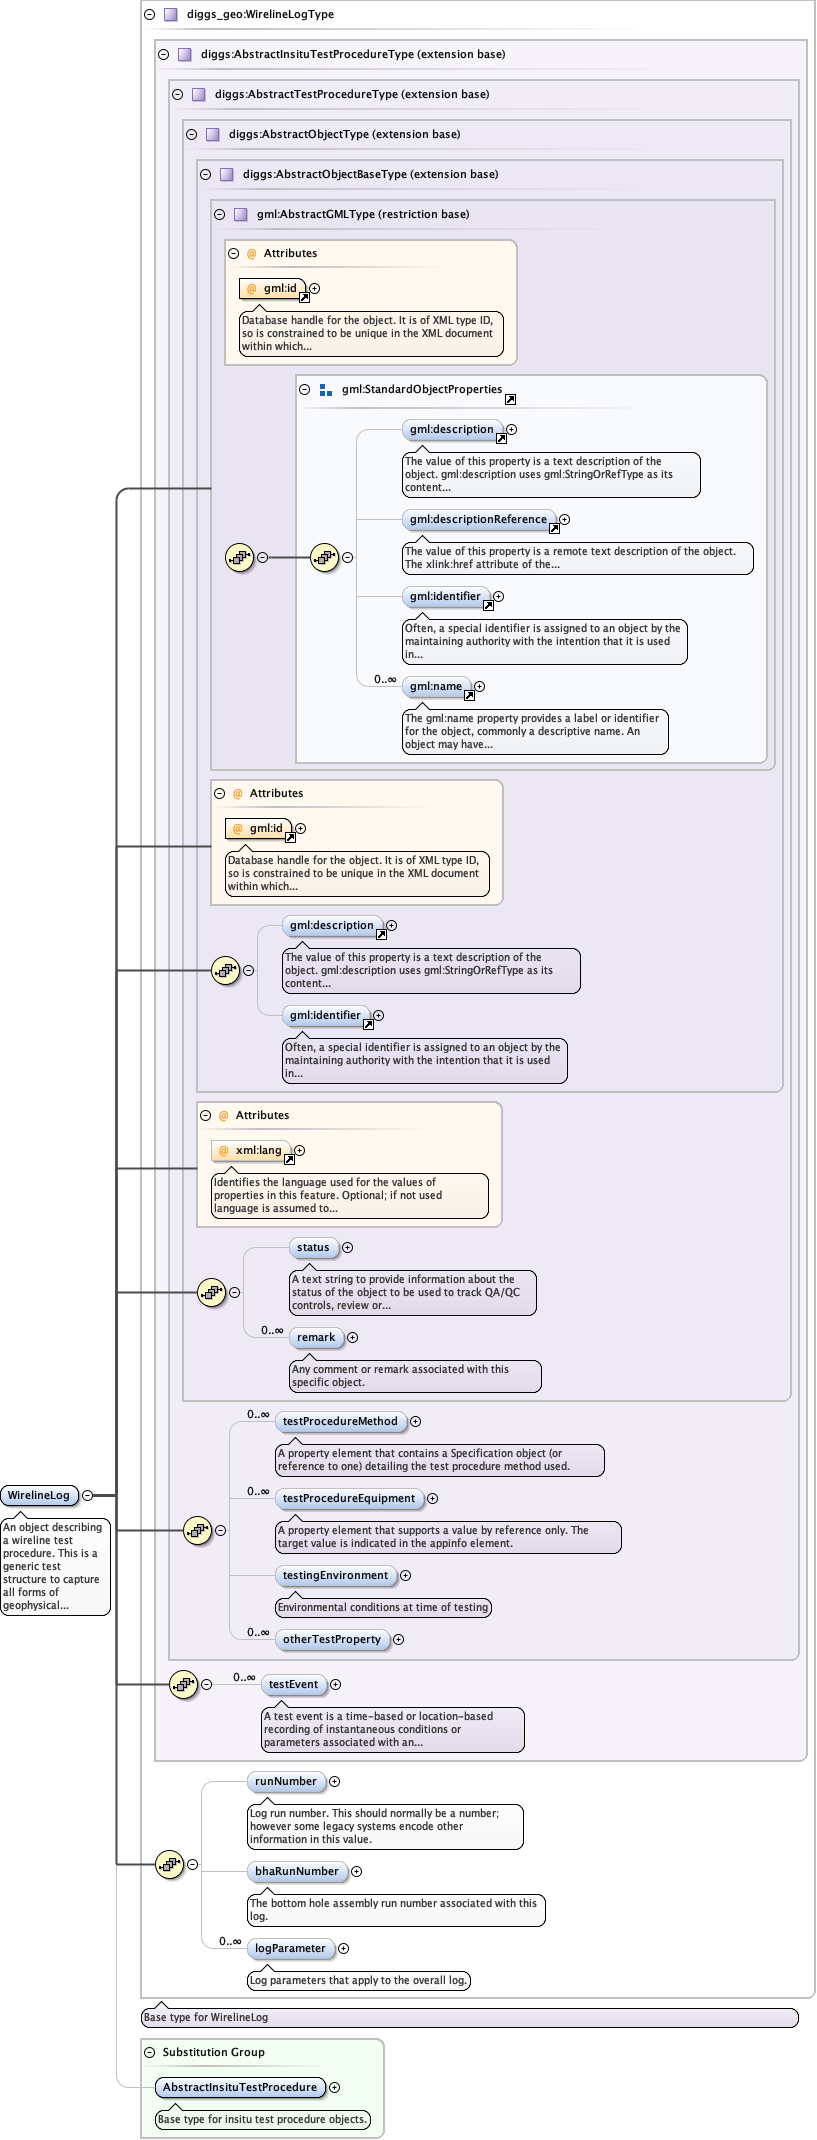 diggs_geo:WirelineLogType
diggs:AbstractInsituTestProcedureType (extension base)
diggs:AbstractTestProcedureType (extension base)
diggs:AbstractObjectType (extension base)
diggs:AbstractObjectBaseType (extension base)
gml:AbstractGMLType (restriction base)
@ Attributes
@ gml:id
Database handle for the object. It is of XML type ID,
so is constrained to be unique in the XML document
within which...
gml:StandardObjectProperties
gml:description
The value of this property is a text description of the
object. gml:description uses gml:StringOrRefType as its
content...
gml:descriptionReference
The value of this property is a remote text description of the object.
The xlink:href attribute of the...
gml:identifier
Often, a special identifier is assigned to an object by the
maintaining authority with the intention that it is used
in...
0..∞
gml:name
The gml:name property provides a label or identifier
for the object, commonly a descriptive name. An
object may have...
@ Attributes
@ gml:id
Database handle for the object. It is of XML type ID,
so is constrained to be unique in the XML document
within which...
gml:description
The value of this property is a text description of the
object. gml:description uses gml:StringOrRefType as its
content...
gml:identifier
Often, a special identifier is assigned to an object by the
maintaining authority with the intention that it is used
in...
@ Attributes
@ xml:lang
Identifies the language used for the values of
properties in this feature. Optional; if not used
language is assumed to...
status
A text string to provide information about the
status of the object to be used to track QA/QC
controls, review or...
0..∞
remark
Any comment or remark associated with this
specific object.
0..∞
testProcedureMethod
A property element that contains a Specification object (or
reference to one) detailing the test procedure method used.
0..∞
testProcedureEquipment
A property element that supports a value by reference only. The
target value is indicated in the appinfo element.
testingEnvironment
Environmental conditions at time of testing
0..∞
otherTestProperty
WirelineLog
An object describing
a wireline test
procedure. This is a
generic test
structure to capture
all forms of
geophysical...
0..∞
testEvent
A test event is a time-based or location-based
recording of instantaneous conditions or
parameters associated with an...
runNumber
Log run number. This should normally be a number;
however some legacy systems encode other
information in this value.
bhaRunNumber
The bottom hole assembly run number associated with this
log.
0..∞
logParameter
Log parameters that apply to the overall log.
Base type for WirelineLog
Substitution Group
AbstractInsituTestProcedure
Base type for insitu test procedure objects.